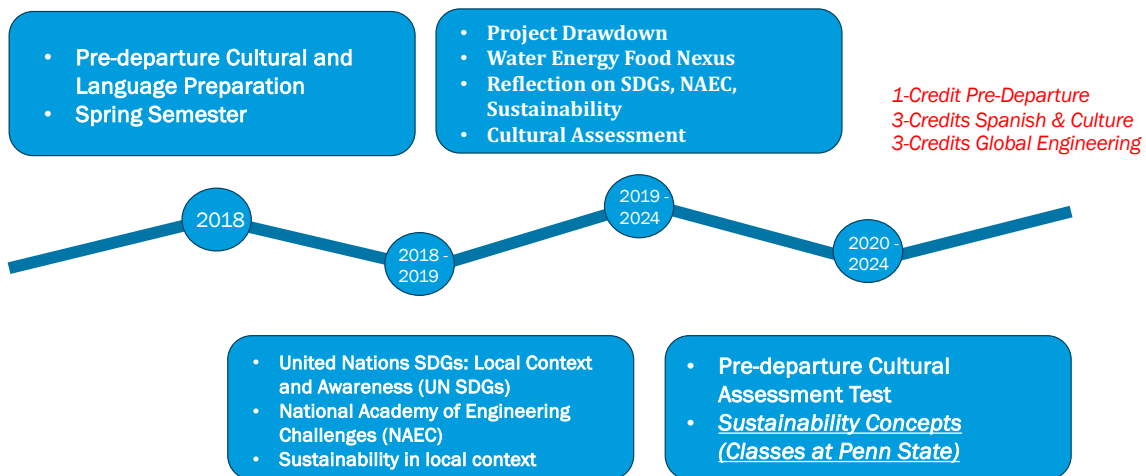 • Pre-departure Cultural and
Language Preparation
• Spring Semester
• Project Drawdown
• Water Energy Food Nexus
• Reflection on SDGs, NAEC,
Sustainability
• Cultural Assessment
1-Credit Pre-Departure
3-Credits Spanish & Culture
3-Credits Global Engineering
2018
2018 -
2019
2019 -
2024
2020 -
2024
• United Nations SDGs: Local Context
and Awareness (UN SDGs)
• National Academy of Engineering
Challenges (NAEC)
• Sustainability in local context
• Pre-departure Cultural
Assessment Test
• Sustainability Concepts
(Classes at Penn State)